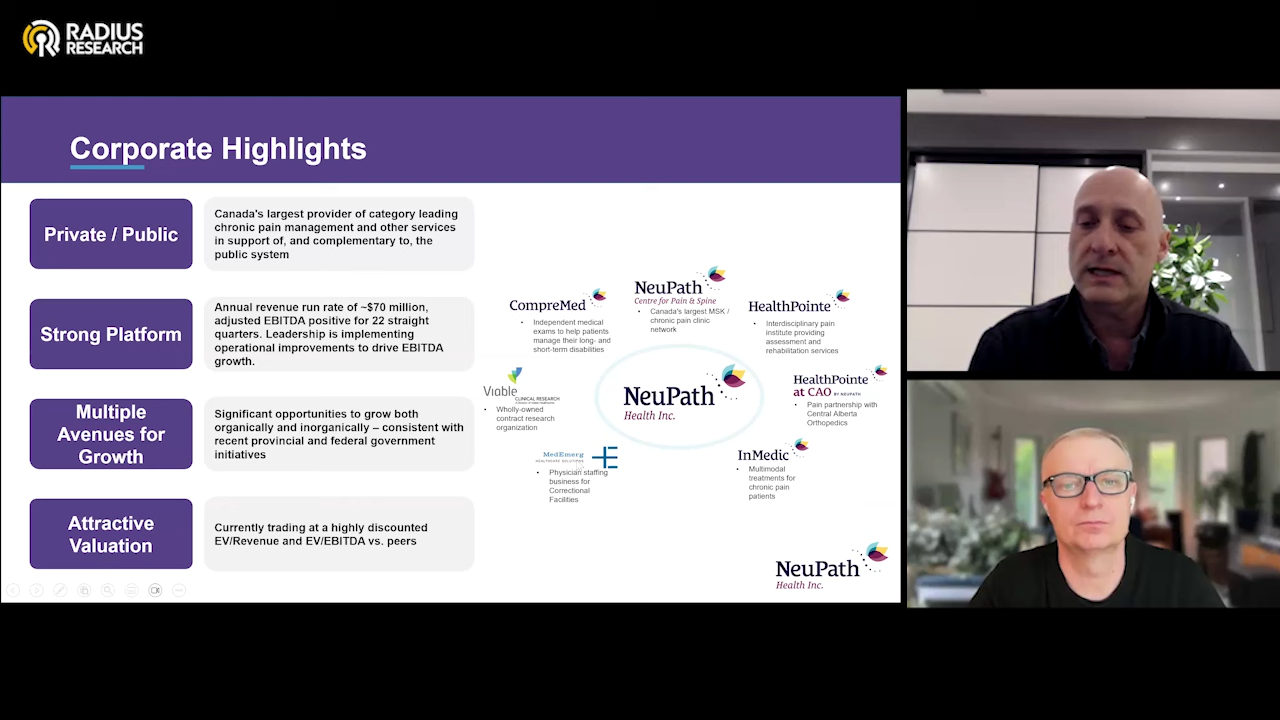 RADIUS
RESEARCH
Corporate Highlights
Private / Public
Canada's largest provider of category leading
chronic pain management and other services
in support of, and complementary to, the
public system
Strong Platform
Annual revenue run rate of ~$70 million,
adjusted EBITDA positive for 22 straight
quarters. Leadership is implementing
operational improvements to drive EBITDA
growth.
Multiple
Avenues for
Growth
Significant opportunities to grow both
organically and inorganically – consistent with
recent provincial and federal government
initiatives
Attractive
Valuation
Currently trading at a highly discounted
EV/Revenue and EV/EBITDA vs. peers
CompreMed
• Independent medical
exams to help patients
manage their long- and
short-term disabilities
NeuPath
Centre for Pain & Spine
• Canada's largest MSK /
chronic pain clinic
network
HealthPointe
• Interdisciplinary pain
institute providing
assessment and
rehabilitation services
Viable
CLINICAL RESEARCH
• Wholly-owned
contract research
organization
NeuPath
Health Inc.
HealthPointe
at CAO BY NEUPATH
• Pain partnership with
Central Alberta
Orthopedics
MedEmerg
HEALTHCARE SOLUTIONS
• Physician staffing
business for
Correctional
Facilities
InMedic
• Multimodal
treatments for
chronic pain
patients
NeuPath
Health Inc.